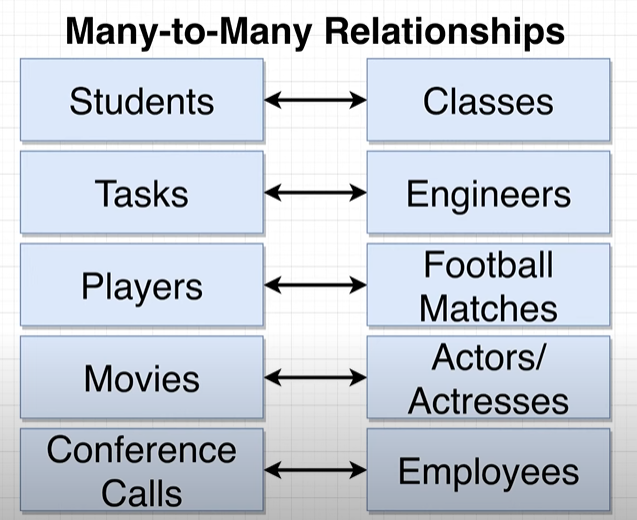 Many-to-Many Relationships
Students
Classes
Tasks
Engineers
Players
Football
Matches
Movies
Actors/
Actresses
Conference
Calls
Employees